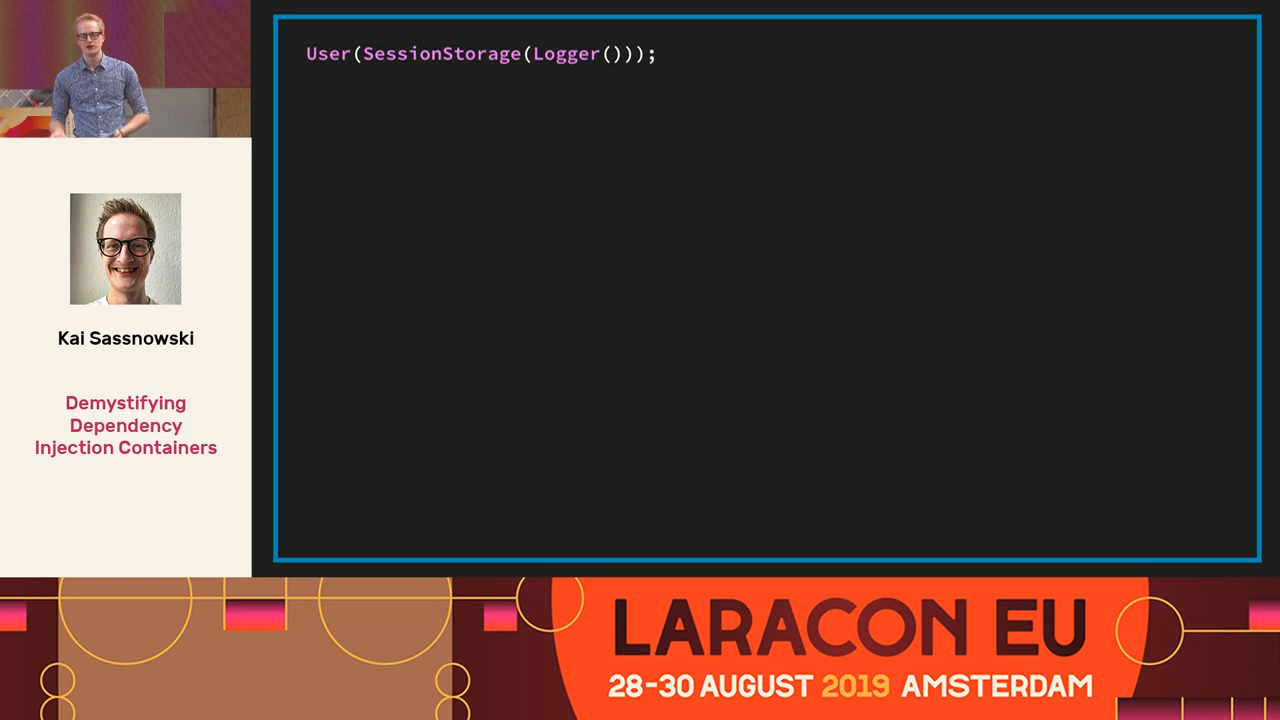 User(SessionStorage(Logger()));
Kai Sassnowski
Demystifying
Dependency
Injection Containers
LARACON EU
28-30 AUGUST 2019 AMSTERDAM